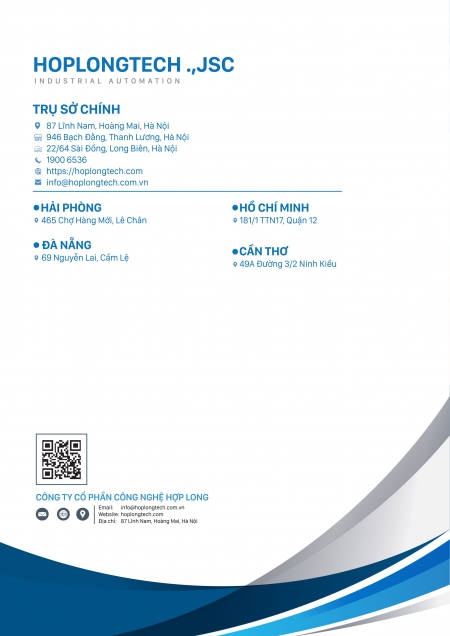 HOPLONGTECH .,JSC
INDUSTRIAL AUTOMATION
TRỤ SỞ CHÍNH
87 Lĩnh Nam, Hoàng Mai, Hà Nội
946 Bạch Đằng, Thanh Lương, Hà Nội
22/64 Sài Đồng, Long Biên, Hà Nội
1900 6536
https://hoplongtech.com
info@hoplongtech.com.vn
HẢI PHÒNG
465 Chợ Hàng Mới, Lê Chân
HỒ CHÍ MINH
181/1 TTN17, Quận 12
ĐÀ NẴNG
69 Nguyễn Lai, Cẩm Lệ
CẦN THƠ
49A Đường 3/2 Ninh Kiều
CÔNG TY CỔ PHẦN CÔNG NGHỆ HỢP LONG
Email: info@hoplongtech.com.vn
Website: hoplongtech.com
Địa chỉ: 87 Lĩnh Nam, Hoàng Mai, Hà Nội